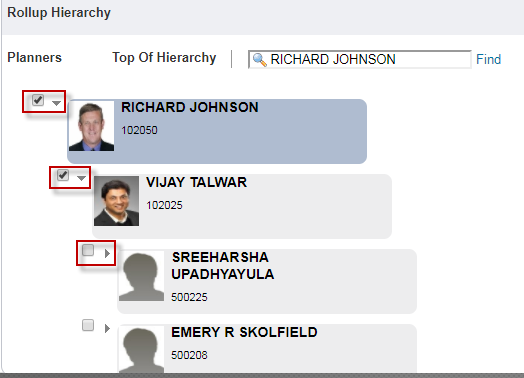 Rollup Hierarchy
Planners Top Of Hierarchy RICHARD JOHNSON Find
RICHARD JOHNSON
102050
VIJAY TALWAR
102025
SREEHARSHA
UPADHYAYULA
500225
EMERY R SKOLFIELD
500208